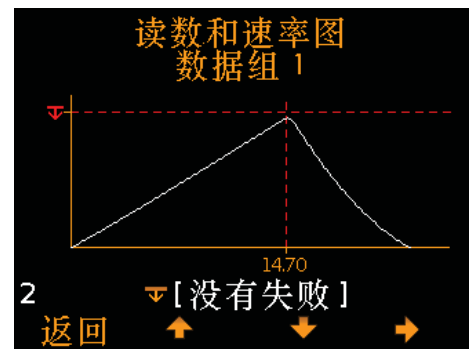 读数和速率图
数据组 1
14.70
2 [没有失败]
返回